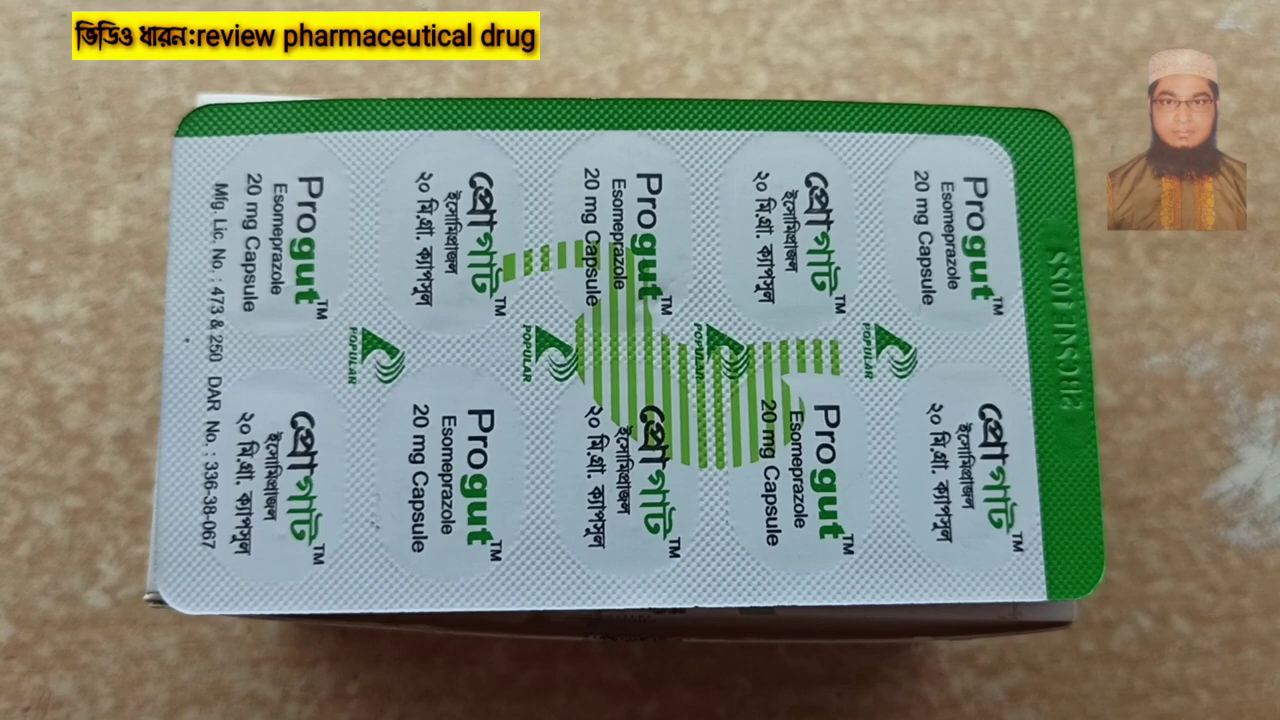 ভিডিও ধারন:review pharmaceutical drug
Progut™
Esomeprazole
20 mg Capsule
প্রোগাট™
ইসোমিপ্রাজল
২০ মি.গ্রা. ক্যাপসুল
Progut™
Esomeprazole
20 mg Capsule
প্রোগাট™
ইসোমিপ্রাজল
২০ মি.গ্রা. ক্যাপসুল
Progut™
Esomeprazole
20 mg Capsule
POPULAR
POPULAR
POPULAR
POPULAR
প্রোগাট™
ইসোমিপ্রাজল
২০ মি.গ্রা. ক্যাপসুল
Progut™
Esomeprazole
20 mg Capsule
প্রোগাট™
ইসোমিপ্রাজল
২০ মি.গ্রা. ক্যাপসুল
Progut™
Esomeprazole
20 mg Capsule
প্রোগাট™
ইসোমিপ্রাজল
২০ মি.গ্রা. ক্যাপসুল
Mfg. Lic. No. : 473 & 250 DAR No. : 336-38-067